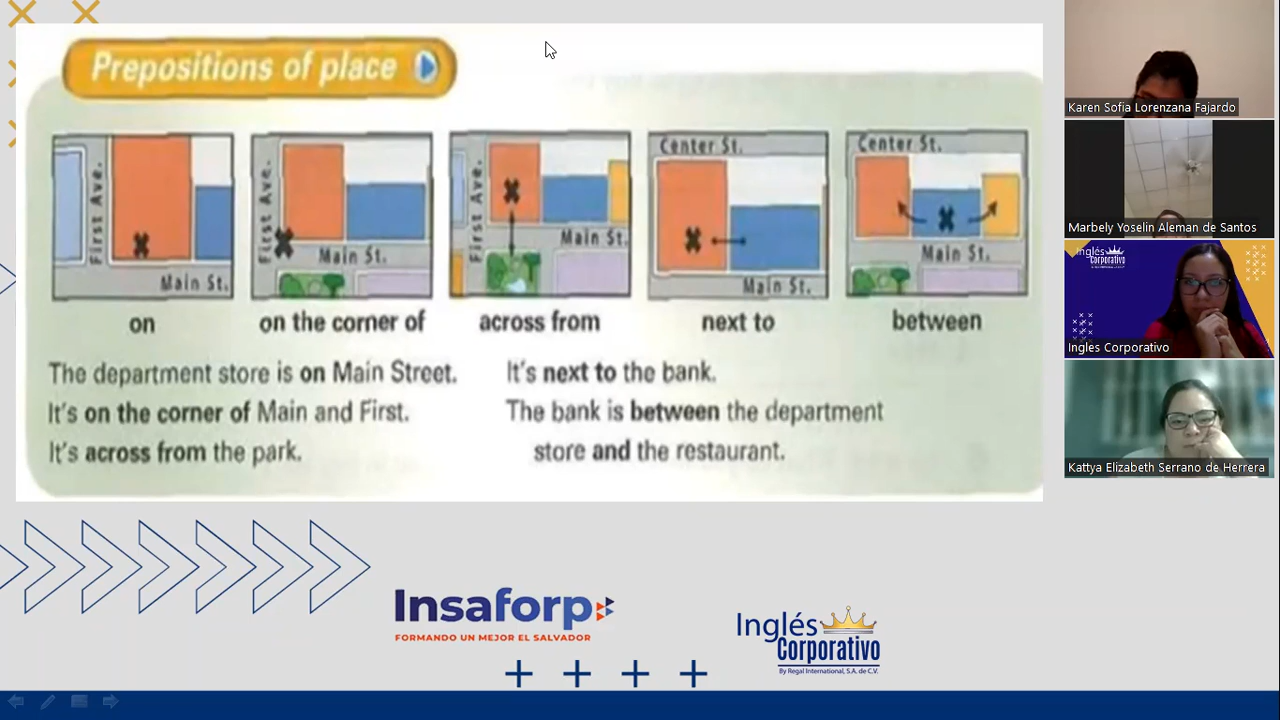 Prepositions of place
First Ave.
Main St.
First Ave.
Main St.
First Ave.
Main St.
Center St.
Main St.
Center St.
Main St.
on
on the corner of
across from
next to
between
The department store is on Main Street.
It's on the corner of Main and First.
It's across from the park.
It's next to the bank.
The bank is between the department
store and the restaurant.
Insaforp
FORMANDO UN MEJOR EL SALVADOR
Inglés
Corporativo
By Regal International, S.A. de C.V.
Karen Sofia Lorenzana Fajardo
Marbely Yoselin Aleman de Santos
Inglés
Corporativo
Ingles Corporativo
Kattya Elizabeth Serrano de Herrera